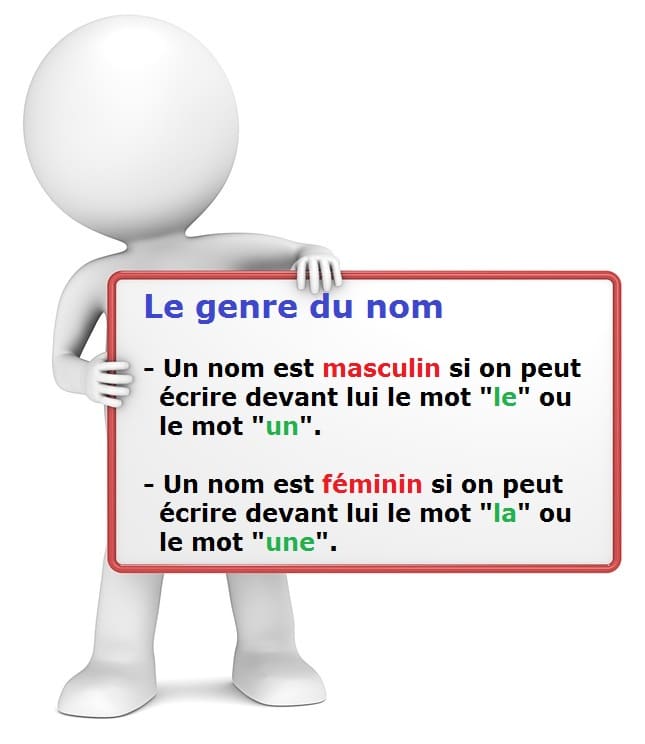 Le genre du nom
- Un nom est masculin si on peut
écrire devant lui le mot "le" ou
le mot "un".
- Un nom est féminin si on peut
écrire devant lui le mot "la" ou
le mot "une".